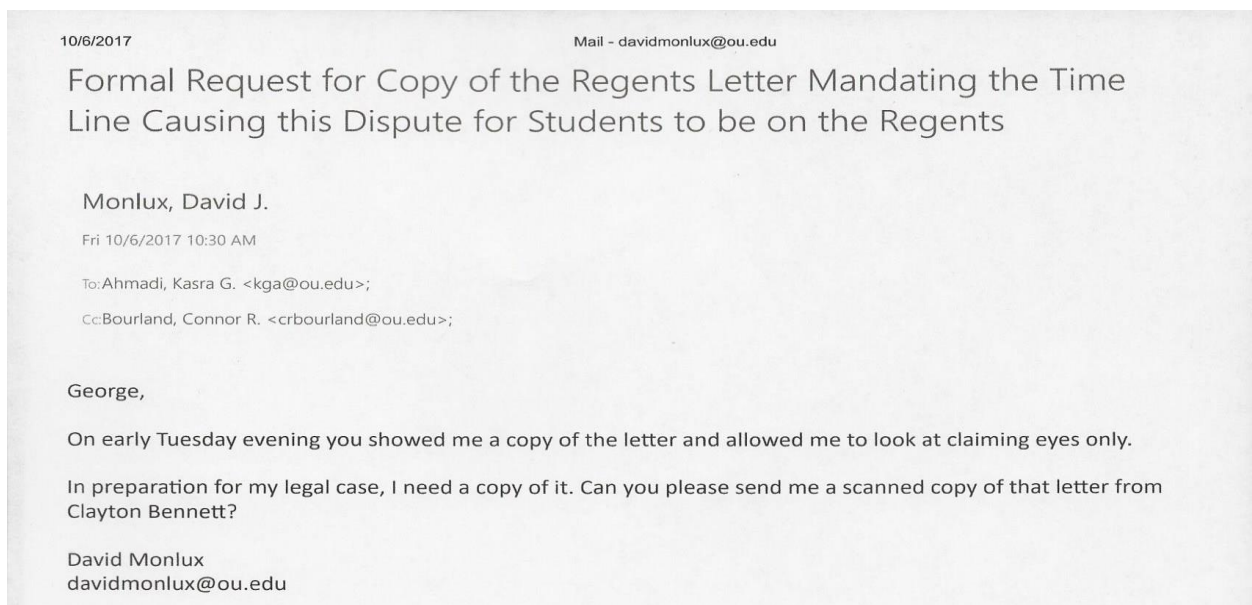 10/6/2017 Mail - davidmonlux@ou.edu
Formal Request for Copy of the Regents Letter Mandating the Time
Line Causing this Dispute for Students to be on the Regents
Monlux, David J.
Fri 10/6/2017 10:30 AM
To:Ahmadi, Kasra G. <kga@ou.edu>;
Cc:Bourland, Connor R. <crbourland@ou.edu>;
George,
On early Tuesday evening you showed me a copy of the letter and allowed me to look at claiming eyes only.
In preparation for my legal case, I need a copy of it. Can you please send me a scanned copy of that letter from
Clayton Bennett?
David Monlux
davidmonlux@ou.edu